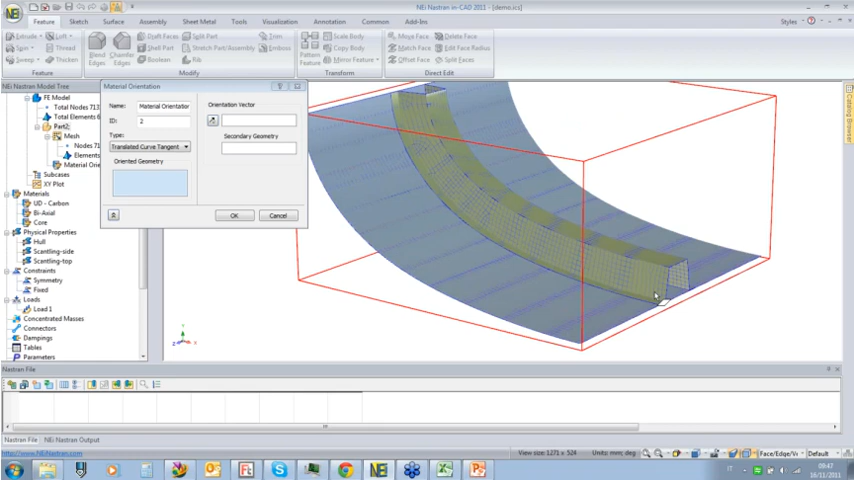 NEi Nastran in-CAD 2011 - [demo.ics]
Feature Sketch Assembly Sheet Metal Tools Visualization Annotation Common Add-Ins
Styles
Extrude Loft
Spin Thread
Sweep Thicken
Feature
Blend Edges
Chamfer Edges
Draft Faces Split Part
Shell Part Stretch Part/Assembly
Boolean Rib
Trim
Emboss
Modify
Pattern Feature
Scale Body
Copy Body
Mirror Feature
Transform
Move Face Delete Face
Match Face Edit Face Radius
Offset Face Split Faces
Direct Edit
NEi Nastran Model Tree
FE Model
Total Nodes 713
Total Elements 6
Part2:
Mesh
Nodes 71
Elements
Material Orie
Subcases
XY Plot
Materials
UD - Carbon
Bi-Axial
Core
Physical Properties
Hull
Scantling-side
Scantling-top
Constraints
Symmetry
Fixed
Loads
Load 1
Concentrated Mass
Connectors
Dampings
Tables
Parameters
Material Orientation
Name: Material Orientation
ID: 2
Type:
Translated Curve Tangent
Oriented Geometry
Orientation Vector
Secondary Geometry
OK Cancel
Catalog Browser
Nastran File
Nastran File NEi Nastran Output
http://www.NEiNastran.com
View size: 1271 x 524 Units: mm; deg
Face/Edge/V
Default
IT
09:47
16/11/2011